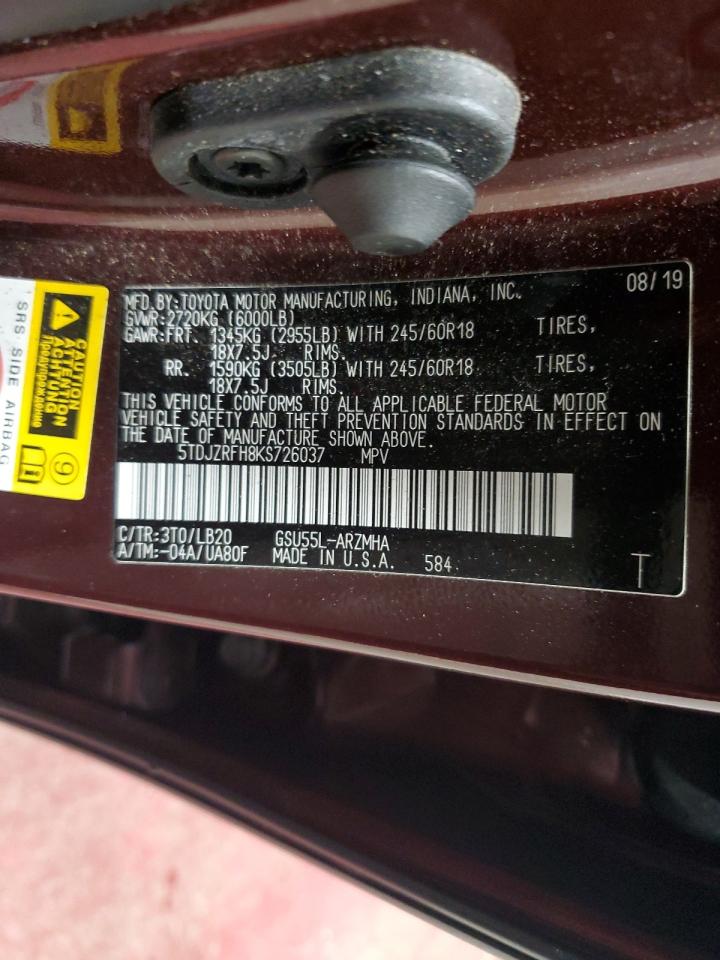 MFD.BY:TOYOTA MOTOR MANUFACTURING, INDIANA, INC. 08/19
GVWR:2720KG (6000LB)
GAWR:FRT. 1345KG (2955LB) WITH 245/60R18 TIRES,
18X7.5J RIMS.
RR. 1590KG (3505LB) WITH 245/60R18 TIRES,
18X7.5J RIMS.
THIS VEHICLE CONFORMS TO ALL APPLICABLE FEDERAL MOTOR
VEHICLE SAFETY AND THEFT PREVENTION STANDARDS IN EFFECT ON
THE DATE OF MANUFACTURE SHOWN ABOVE.
5TDJZRFH8KS726037 MPV
C/TR:3T0/LB20 GSU55L-ARZMHA
A/TM:-04A/UA80F MADE IN U.S.A. 584 T
SRS SIDE AIRBAG
CAUTION
ATTENTION
ACHTUNG
9